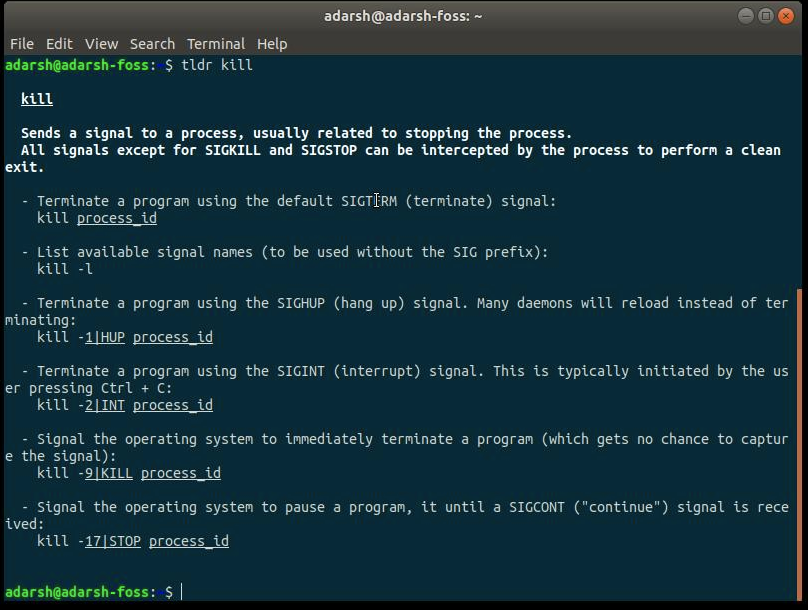 adarsh@adarsh-foss: ~
File Edit View Search Terminal Help
adarsh@adarsh-foss:~$ tldr kill
kill
Sends a signal to a process, usually related to stopping the process.
All signals except for SIGKILL and SIGSTOP can be intercepted by the process to perform a clean
exit.
- Terminate a program using the default SIGTERM (terminate) signal:
kill process_id
- List available signal names (to be used without the SIG prefix):
kill -l
- Terminate a program using the SIGHUP (hang up) signal. Many daemons will reload instead of ter
minating:
kill -1|HUP process_id
- Terminate a program using the SIGINT (interrupt) signal. This is typically initiated by the us
er pressing Ctrl + C:
kill -2|INT process_id
- Signal the operating system to immediately terminate a program (which gets no chance to captur
e the signal):
kill -9|KILL process_id
- Signal the operating system to pause a program, it until a SIGCONT ("continue") signal is rece
ived:
kill -17|STOP process_id
adarsh@adarsh-foss:~$